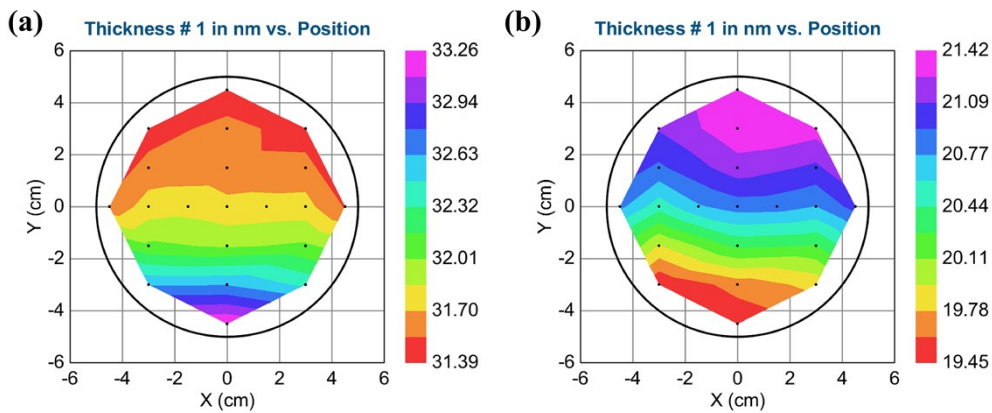 (a)
Thickness # 1 in nm vs. Position
6
4
2
0
-2
-4
-6
Y (cm)
-6 -4 -2 0 2 4 6
X (cm)
33.26
32.94
32.63
32.32
32.01
31.70
31.39
(b)
Thickness # 1 in nm vs. Position
6
4
2
0
-2
-4
-6
Y (cm)
-6 -4 -2 0 2 4 6
X (cm)
21.42
21.09
20.77
20.44
20.11
19.78
19.45